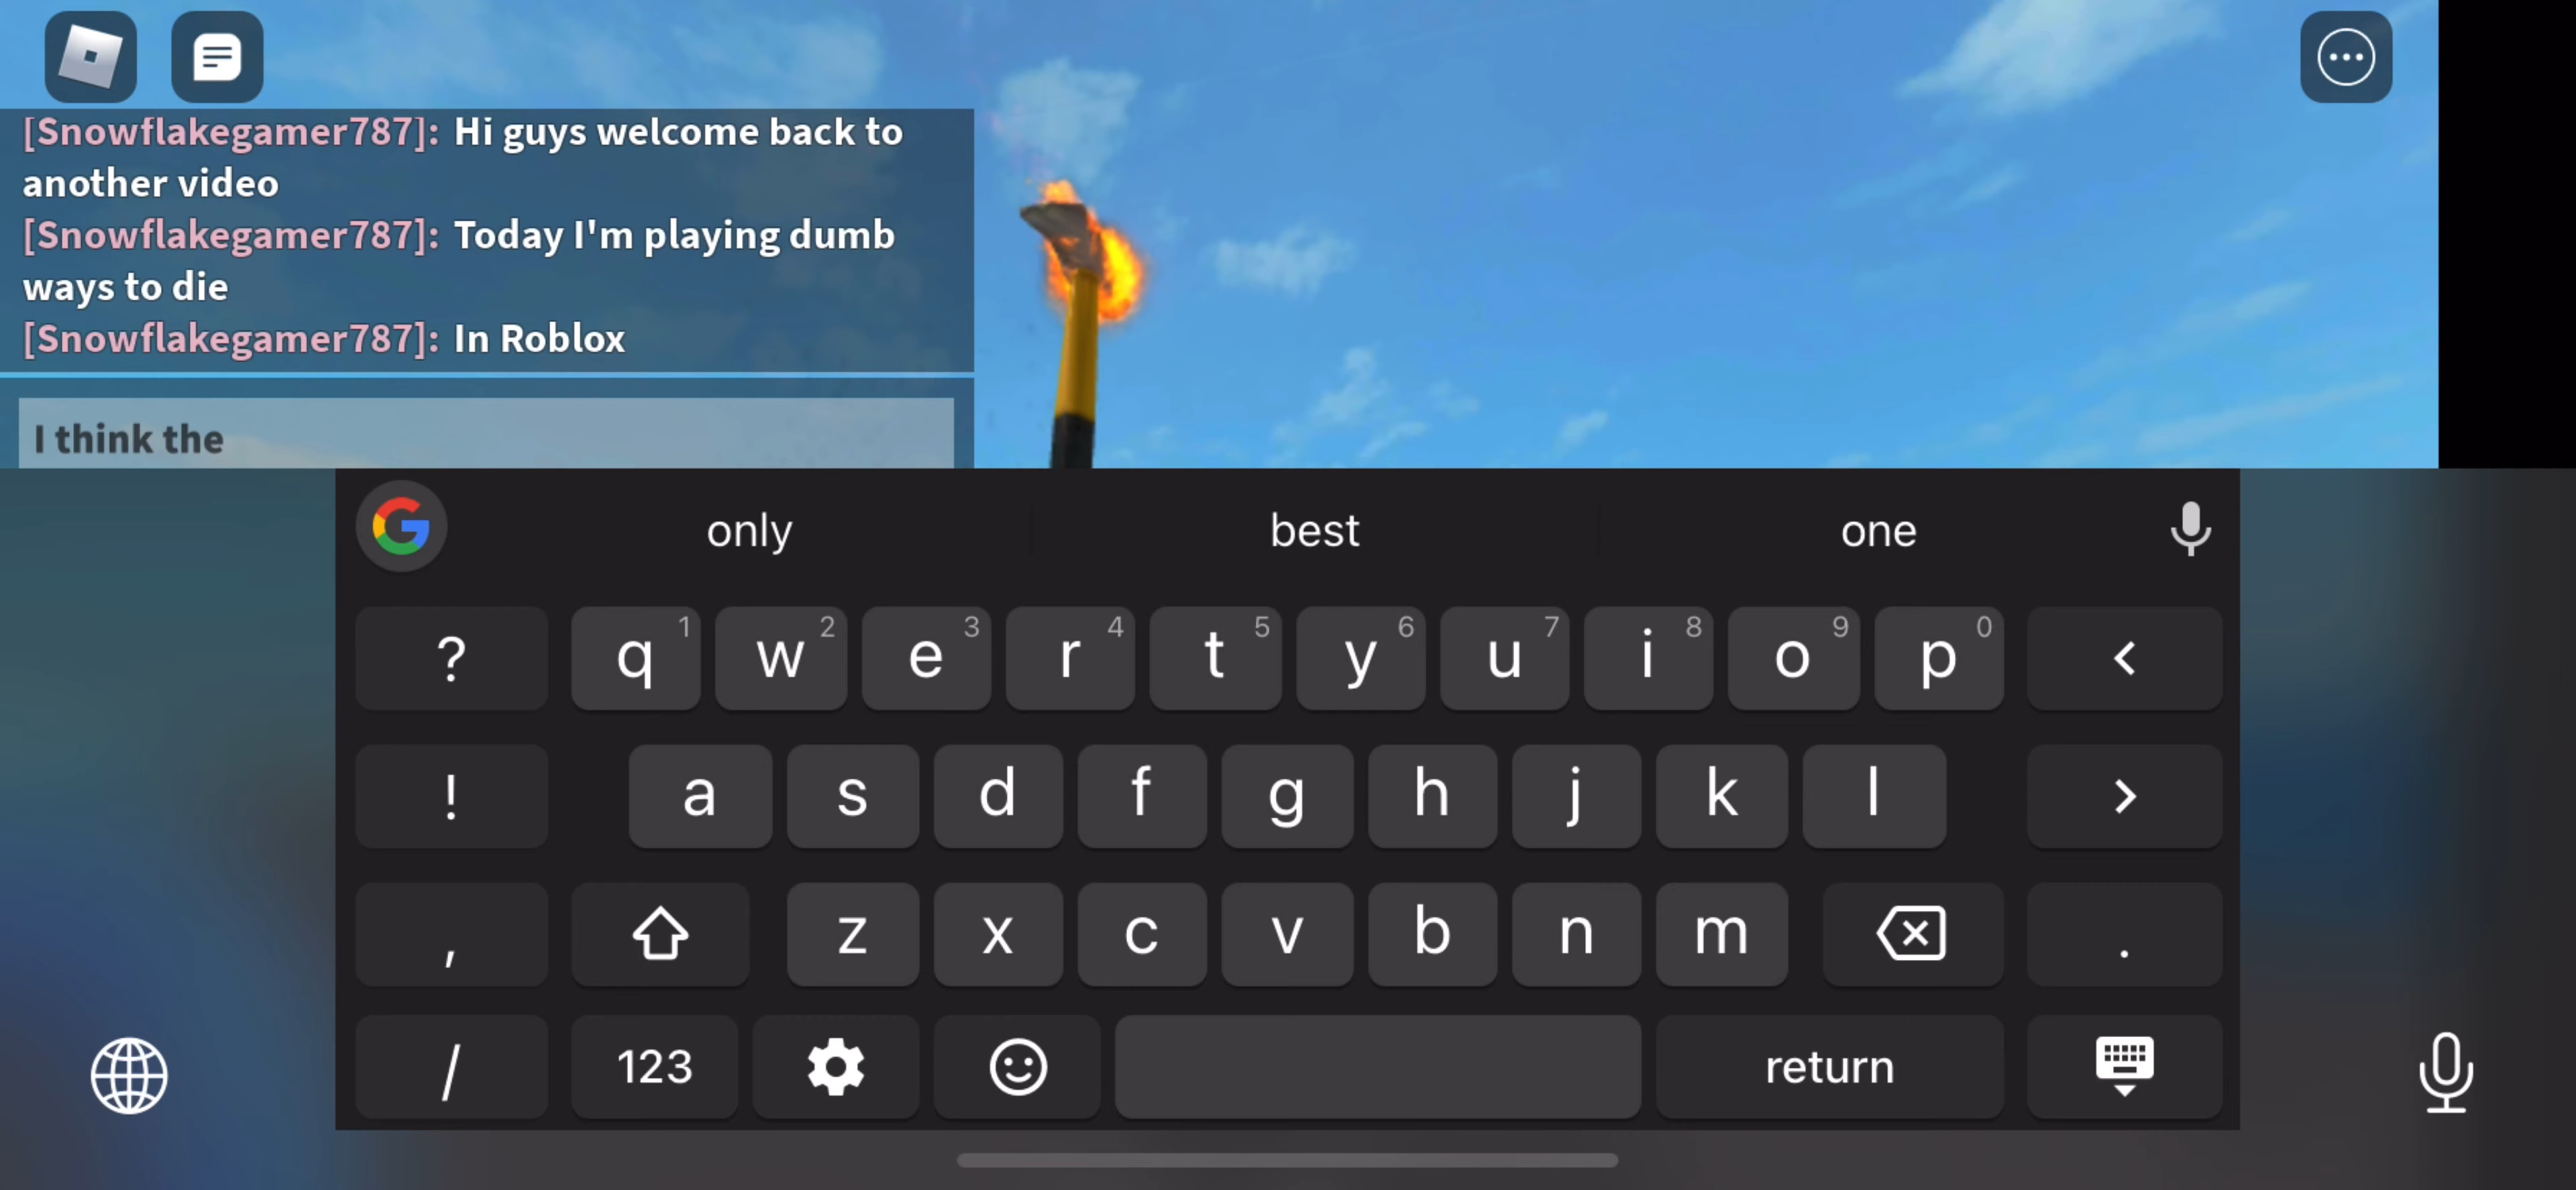 [Snowflakegamer787]: Hi guys welcome back to
another video
[Snowflakegamer787]: Today I'm playing dumb
ways to die
[Snowflakegamer787]: In Roblox
I think the
only best one
? q 1 w 2 e 3 r 4 t 5 y 6 u 7 i 8 o 9 p 0 <
! a s d f g h j k l >
, z x c v b n m .
/ 123 return